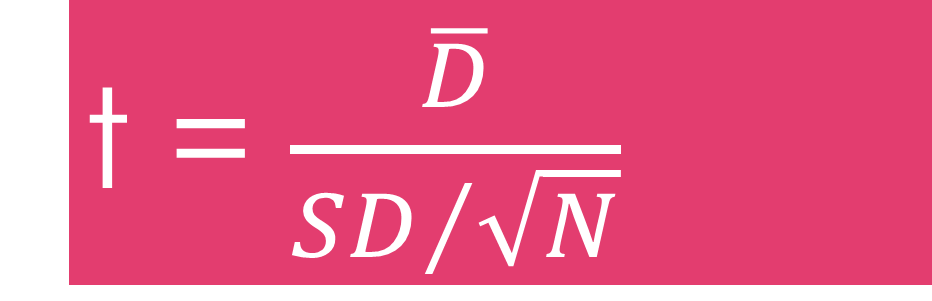 t = D̅ / (SD/√N)